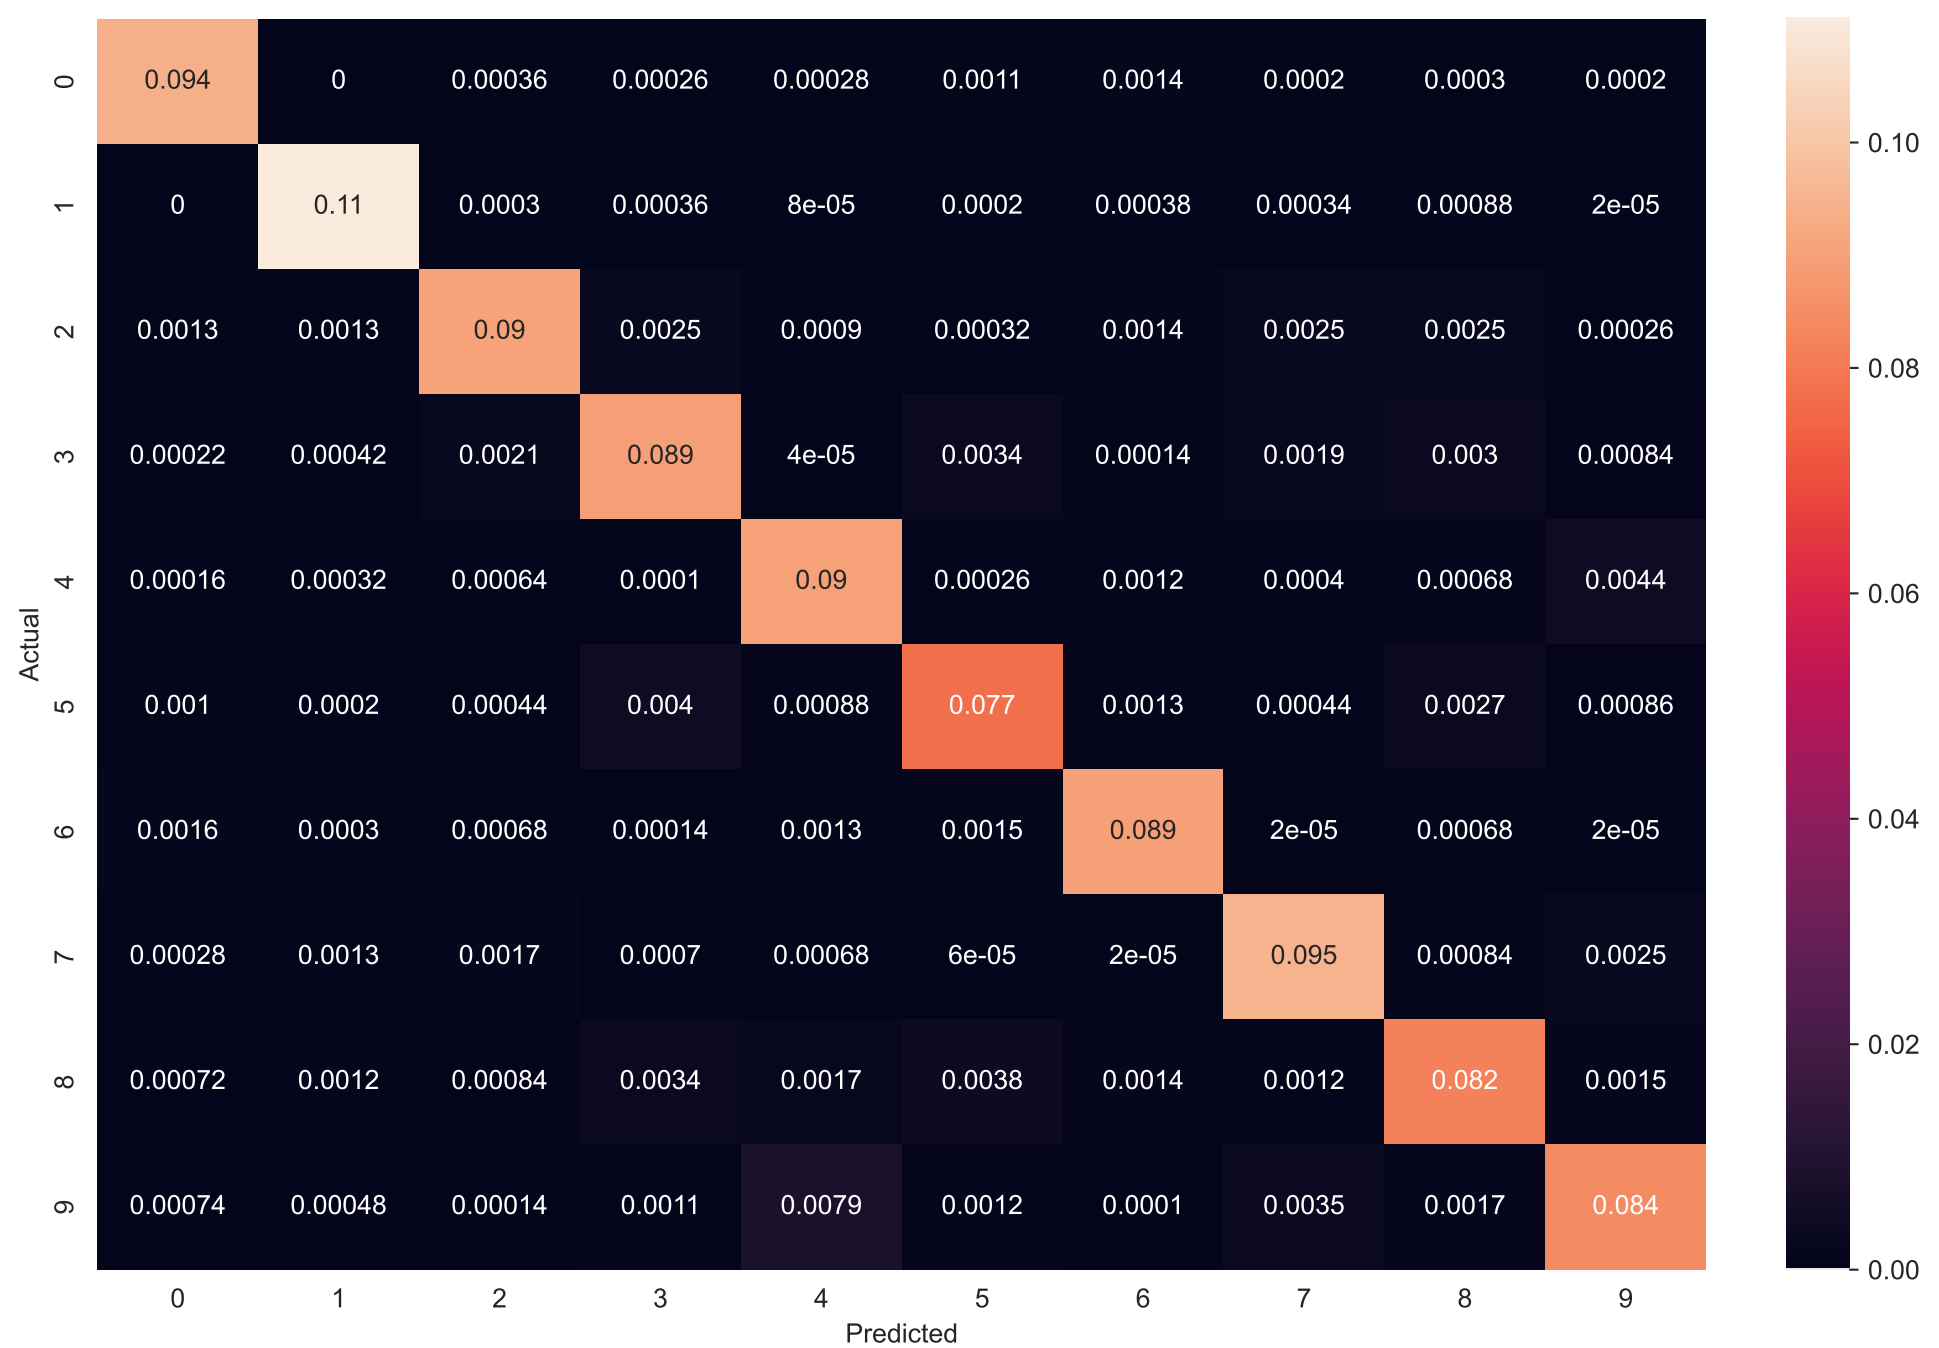 0 0.094 0 0.00036 0.00026 0.00028 0.0011 0.0014 0.0002 0.0003 0.0002
1 0 0.11 0.0003 0.00036 8e-05 0.0002 0.00038 0.00034 0.00088 2e-05
2 0.0013 0.0013 0.09 0.0025 0.0009 0.00032 0.0014 0.0025 0.0025 0.00026
3 0.00022 0.00042 0.0021 0.089 4e-05 0.0034 0.00014 0.0019 0.003 0.00084
4 0.00016 0.00032 0.00064 0.0001 0.09 0.00026 0.0012 0.0004 0.00068 0.0044
5 0.001 0.0002 0.00044 0.004 0.00088 0.077 0.0013 0.00044 0.0027 0.00086
6 0.0016 0.0003 0.00068 0.00014 0.0013 0.0015 0.089 2e-05 0.00068 2e-05
7 0.00028 0.0013 0.0017 0.0007 0.00068 6e-05 2e-05 0.095 0.00084 0.0025
8 0.00072 0.0012 0.00084 0.0034 0.0017 0.0038 0.0014 0.0012 0.082 0.0015
9 0.00074 0.00048 0.00014 0.0011 0.0079 0.0012 0.0001 0.0035 0.0017 0.084
0 1 2 3 4 5 6 7 8 9
Predicted
Actual
0.10
0.08
0.06
0.04
0.02
0.00